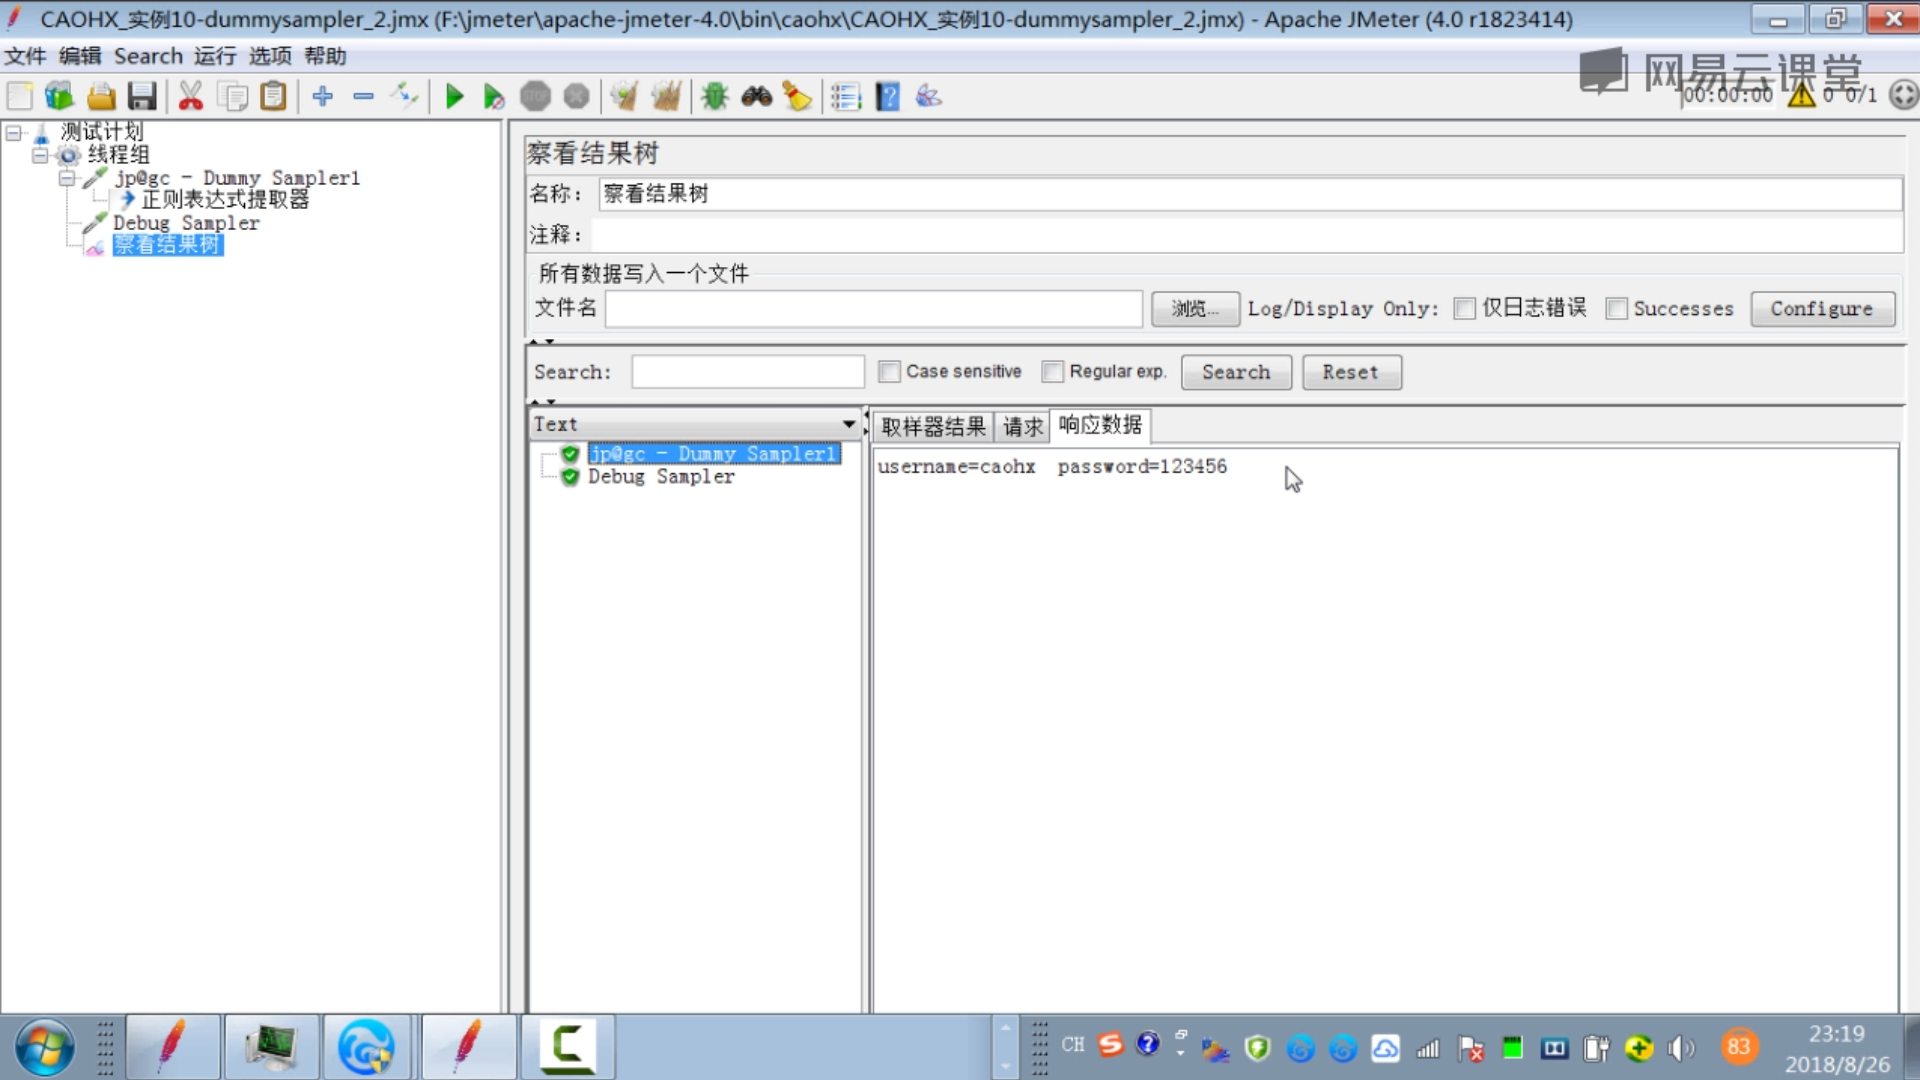 CAOHX_实例10-dummysampler_2.jmx (F:\jmeter\apache-jmeter-4.0\bin\caohx\CAOHX_实例10-dummysampler_2.jmx) - Apache JMeter (4.0 r1823414)
文件 编辑 Search 运行 选项 帮助
网易云课堂
00:00:00 0 0/1
测试计划
线程组
jp@gc - Dummy Sampler1
正则表达式提取器
Debug Sampler
察看结果树
察看结果树
名称： 察看结果树
注释：
所有数据写入一个文件
文件名 浏览... Log/Display Only: 仅日志错误 Successes Configure
Search: Case sensitive Regular exp. Search Reset
Text 取样器结果 请求 响应数据
jp@gc - Dummy Sampler1
Debug Sampler
username=caohx password=123456
CH 83 23:19
2018/8/26